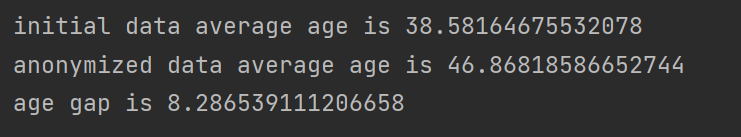 initial data average age is 38.58164675532078
anonymized data average age is 46.86818586652744
age gap is 8.286539111206658